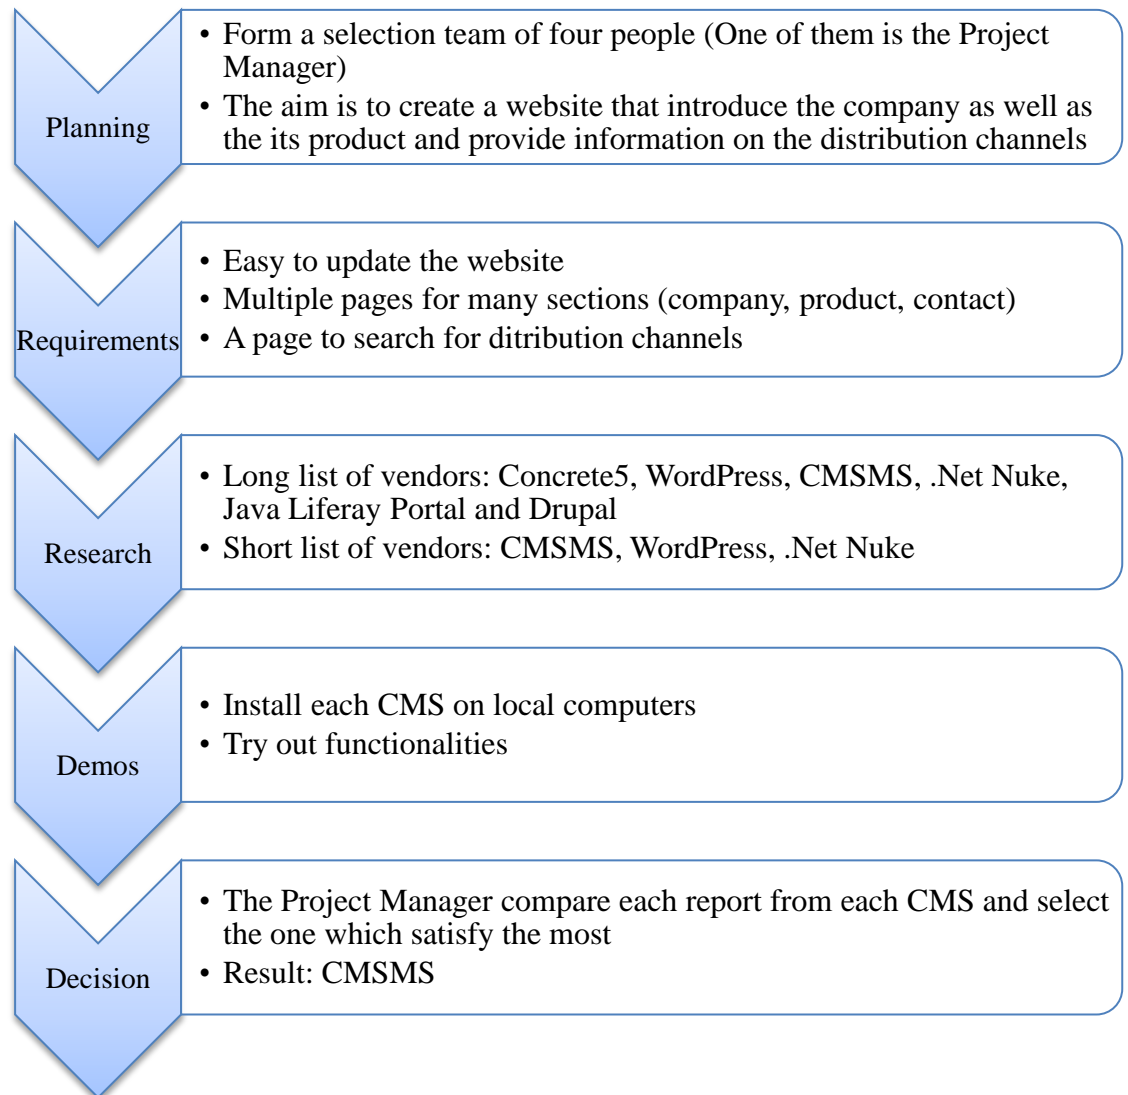 Planning
• Form a selection team of four people (One of them is the Project
Manager)
• The aim is to create a website that introduce the company as well as
the its product and provide information on the distribution channels
Requirements
• Easy to update the website
• Multiple pages for many sections (company, product, contact)
• A page to search for ditribution channels
Research
• Long list of vendors: Concrete5, WordPress, CMSMS, .Net Nuke,
Java Liferay Portal and Drupal
• Short list of vendors: CMSMS, WordPress, .Net Nuke
Demos
• Install each CMS on local computers
• Try out functionalities
Decision
• The Project Manager compare each report from each CMS and select
the one which satisfy the most
• Result: CMSMS